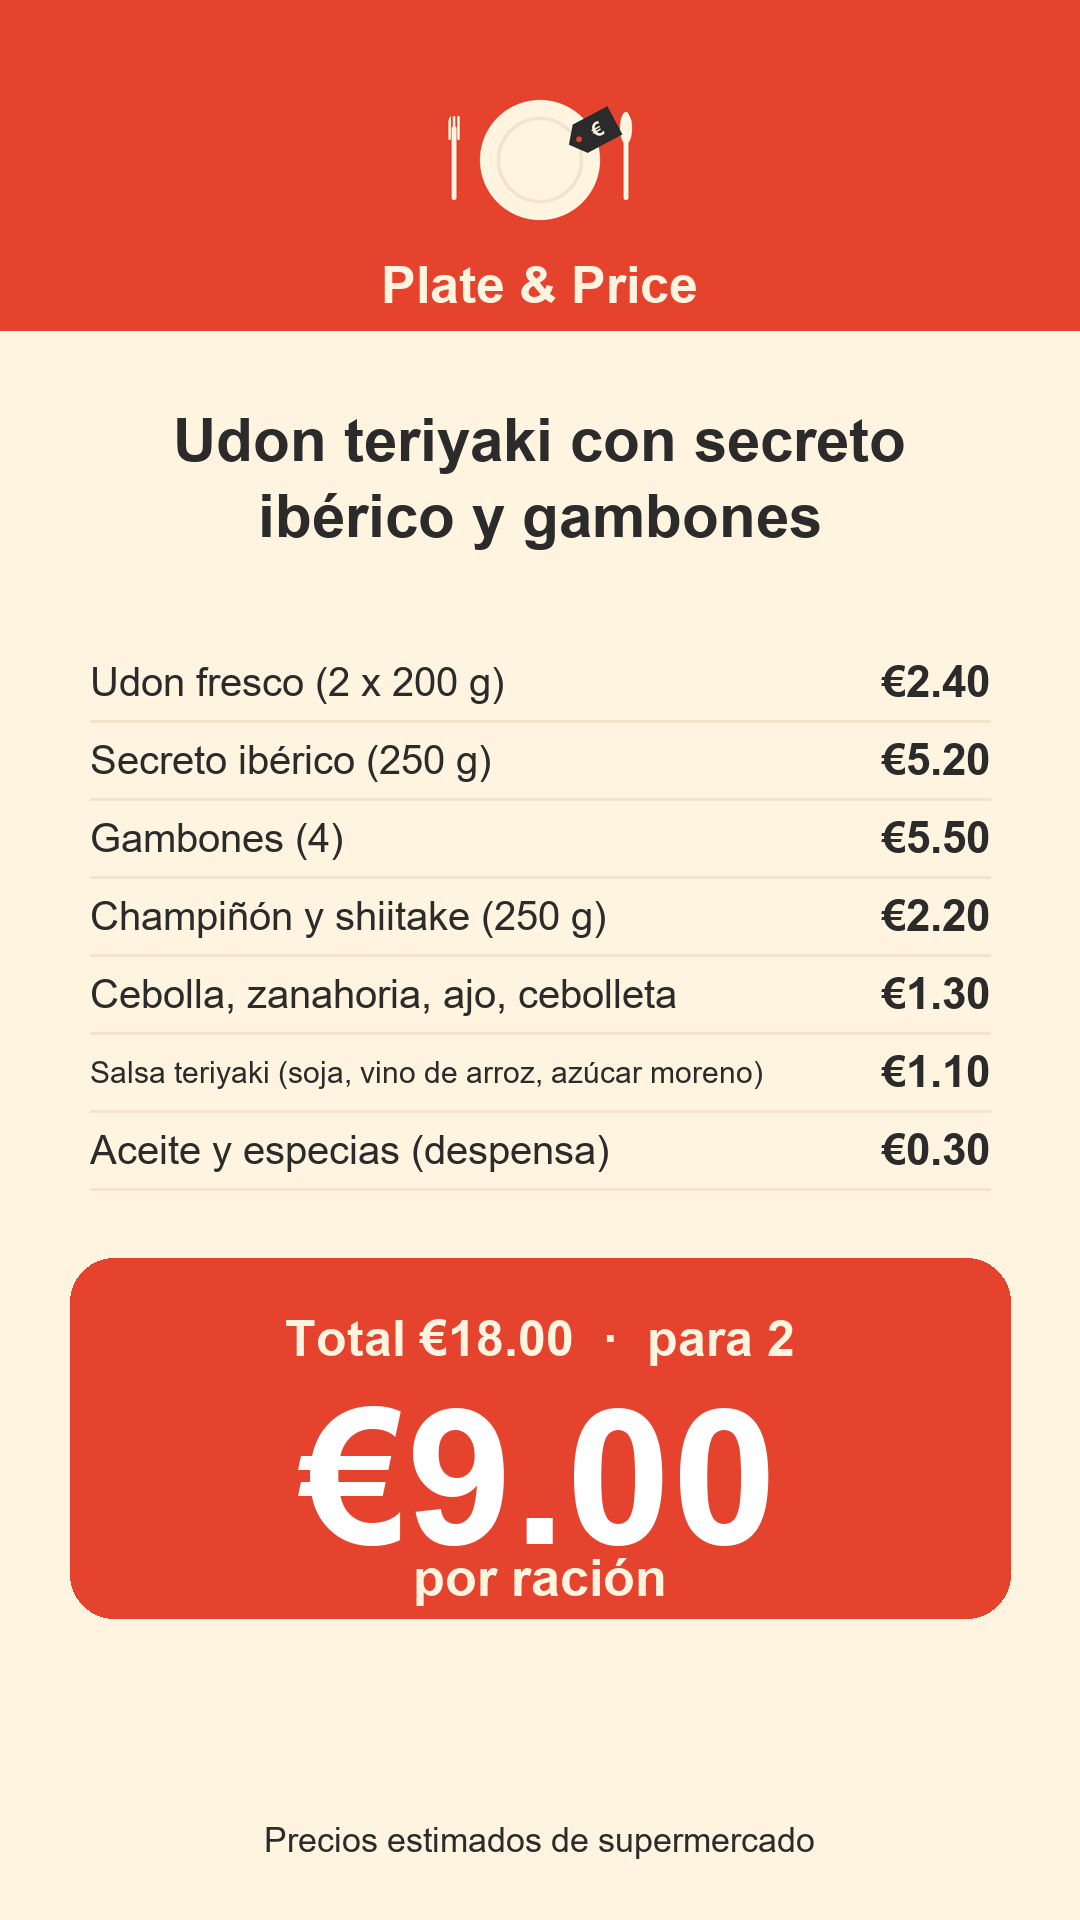 €
Plate & Price
Udon teriyaki con secreto
ibérico y gambones
Udon fresco (2 x 200 g) €2.40
Secreto ibérico (250 g) €5.20
Gambones (4) €5.50
Champiñón y shiitake (250 g) €2.20
Cebolla, zanahoria, ajo, cebolleta €1.30
Salsa teriyaki (soja, vino de arroz, azúcar moreno) €1.10
Aceite y especias (despensa) €0.30
Total €18.00 · para 2
€9.00
por ración
Precios estimados de supermercado